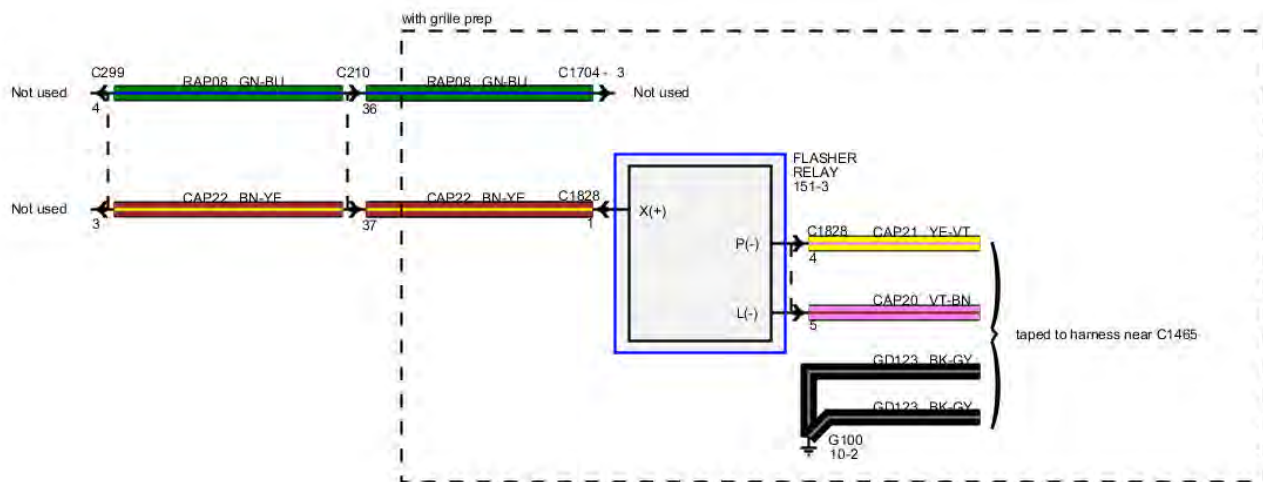 with grille prep
C299
RAP08 GN-BU
C210
RAP08 GN-BU
C1704 - 3
Not used
4
36
Not used
CAP22 BN-YE
CAP22 BN-YE
C1828
Not used
3
37
1
X(+)
P(-)
L(-)
FLASHER
RELAY
151-3
C1828
CAP21 YE-VT
4
CAP20 VT-BN
5
taped to harness near C1465
GD123 BK-GY
GD123 BK-GY
G100
10-2